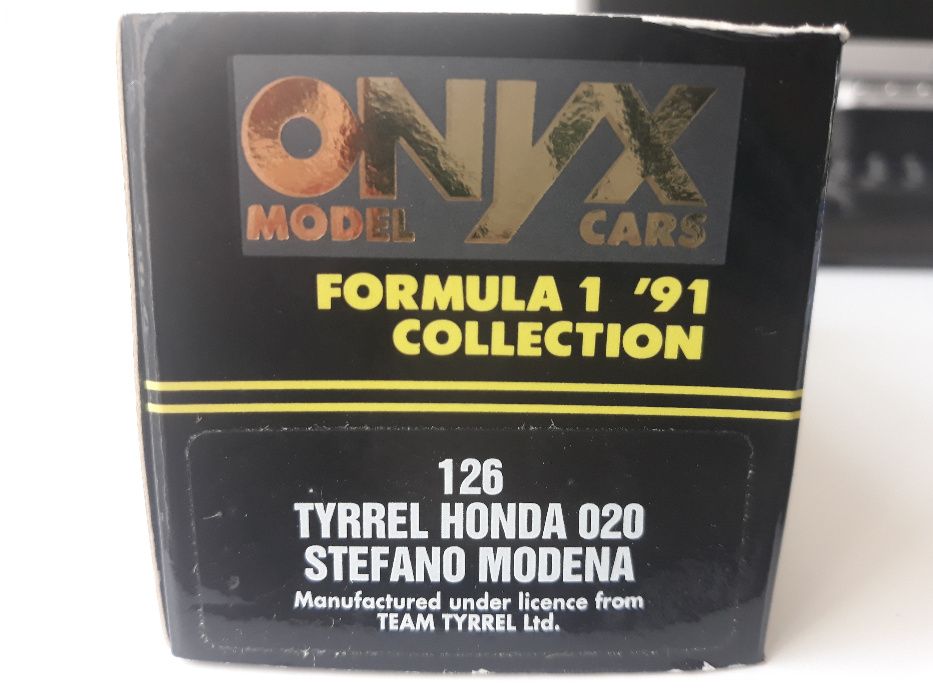 ONYX
MODEL CARS
FORMULA 1 '91
COLLECTION
126
TYRREL HONDA 020
STEFANO MODENA
Manufactured under licence from
TEAM TYRREL Ltd.